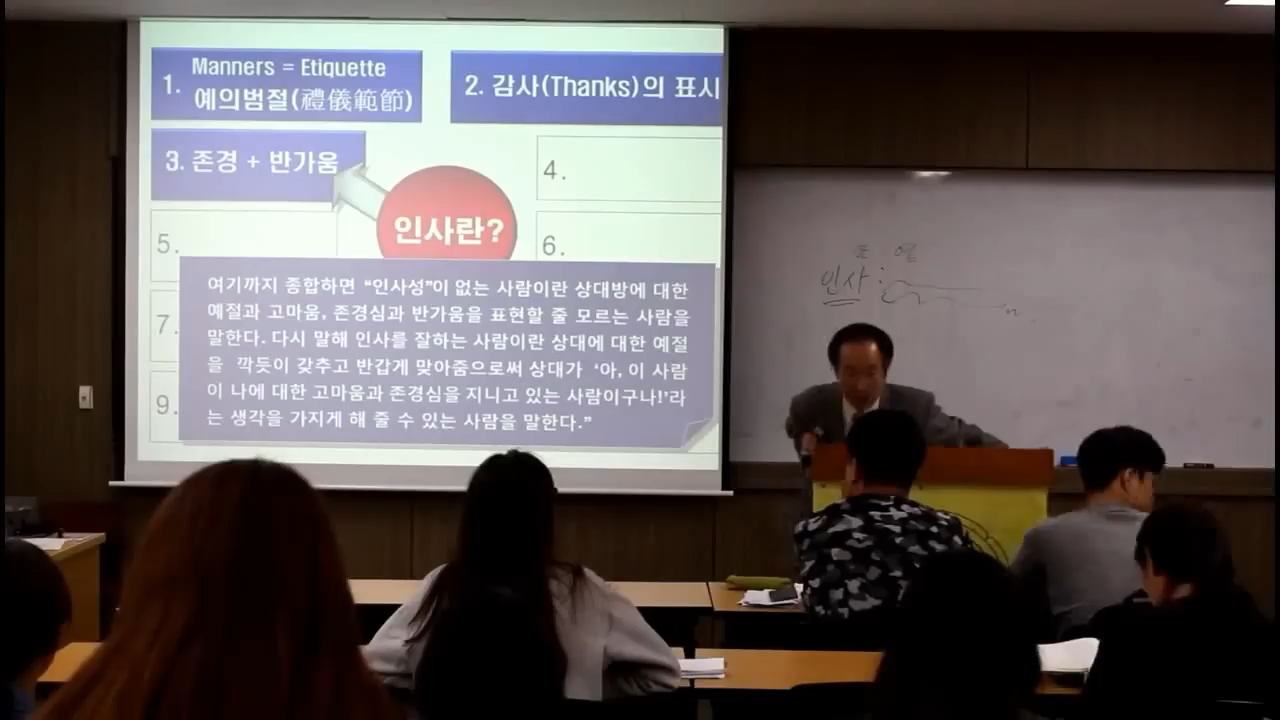 1. Manners = Etiquette
예의범절(禮儀範節)
2. 감사(Thanks)의 표시
3. 존경 + 반가움
4.
인사란?
5.
6.
여기까지 종합하면 “인사성”이 없는 사람이란 상대방에 대한
예절과 고마움, 존경심과 반가움을 표현할 줄 모르는 사람을
말한다. 다시 말해 인사를 잘하는 사람이란 상대에 대한 예절
을 깍듯이 갖추고 반갑게 맞아줌으로써 상대가 ‘아, 이 사람
이 나에 대한 고마움과 존경심을 지니고 있는 사람이구나!’라
는 생각을 가지게 해 줄 수 있는 사람을 말한다.”
7.
9.
인사 :